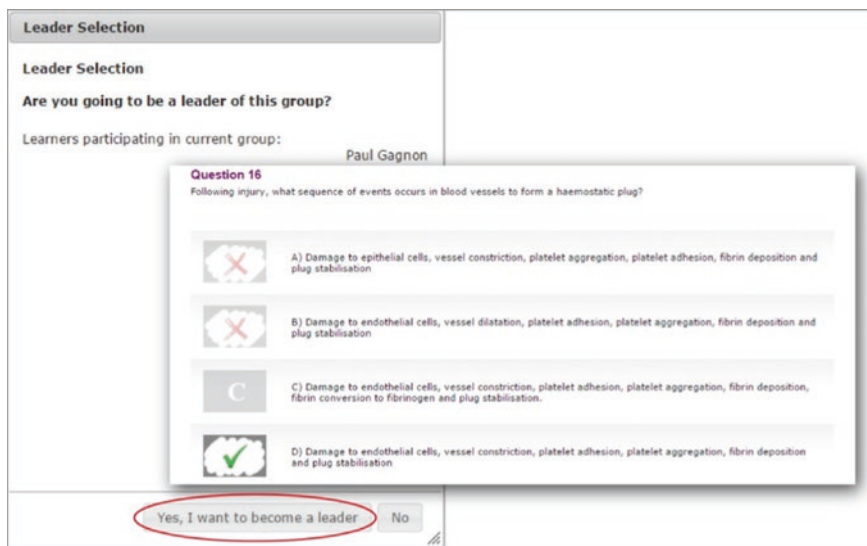 Leader Selection
Leader Selection
Are you going to be a leader of this group?
Learners participating in current group:
Paul Gagnon
Question 16
Following injury, what sequence of events occurs in blood vessels to form a haemostatic plug?
A) Damage to epithelial cells, vessel constriction, platelet aggregation, platelet adhesion, fibrin deposition and
plug stabilisation
B) Damage to endothelial cells, vessel dilatation, platelet adhesion, platelet aggregation, fibrin deposition and
plug stabilisation
C
C) Damage to endothelial cells, vessel constriction, platelet adhesion, platelet aggregation, fibrin deposition,
fibrin conversion to fibrinogen and plug stabilisation.
D) Damage to endothelial cells, vessel constriction, platelet adhesion, platelet aggregation, fibrin deposition
and plug stabilisation
Yes, I want to become a leader
No